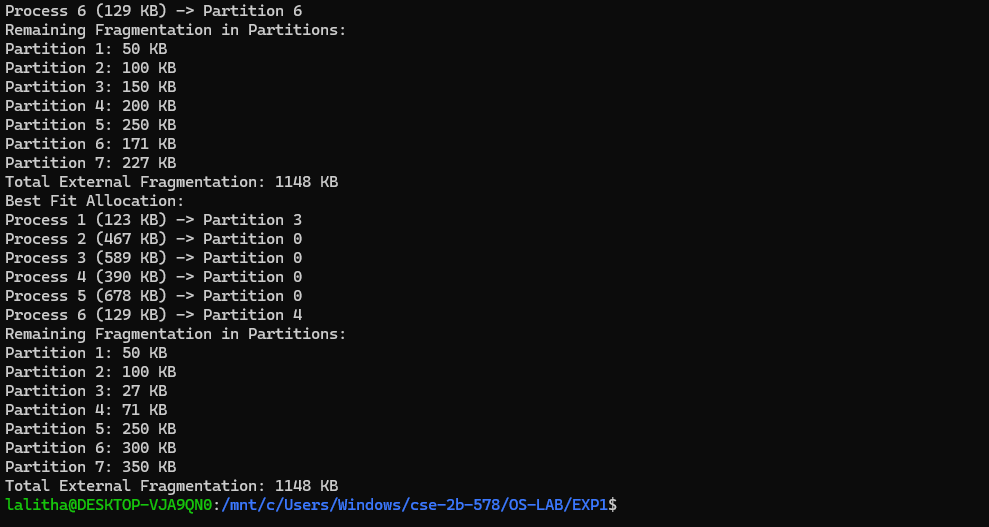 Process 6 (129 KB) -> Partition 6
Remaining Fragmentation in Partitions:
Partition 1: 50 KB
Partition 2: 100 KB
Partition 3: 150 KB
Partition 4: 200 KB
Partition 5: 250 KB
Partition 6: 171 KB
Partition 7: 227 KB
Total External Fragmentation: 1148 KB
Best Fit Allocation:
Process 1 (123 KB) -> Partition 3
Process 2 (467 KB) -> Partition 0
Process 3 (589 KB) -> Partition 0
Process 4 (390 KB) -> Partition 0
Process 5 (678 KB) -> Partition 0
Process 6 (129 KB) -> Partition 4
Remaining Fragmentation in Partitions:
Partition 1: 50 KB
Partition 2: 100 KB
Partition 3: 27 KB
Partition 4: 71 KB
Partition 5: 250 KB
Partition 6: 300 KB
Partition 7: 350 KB
Total External Fragmentation: 1148 KB
lalitha@DESKTOP-VJA9QN0:/mnt/c/Users/Windows/cse-2b-578/OS-LAB/EXP1$